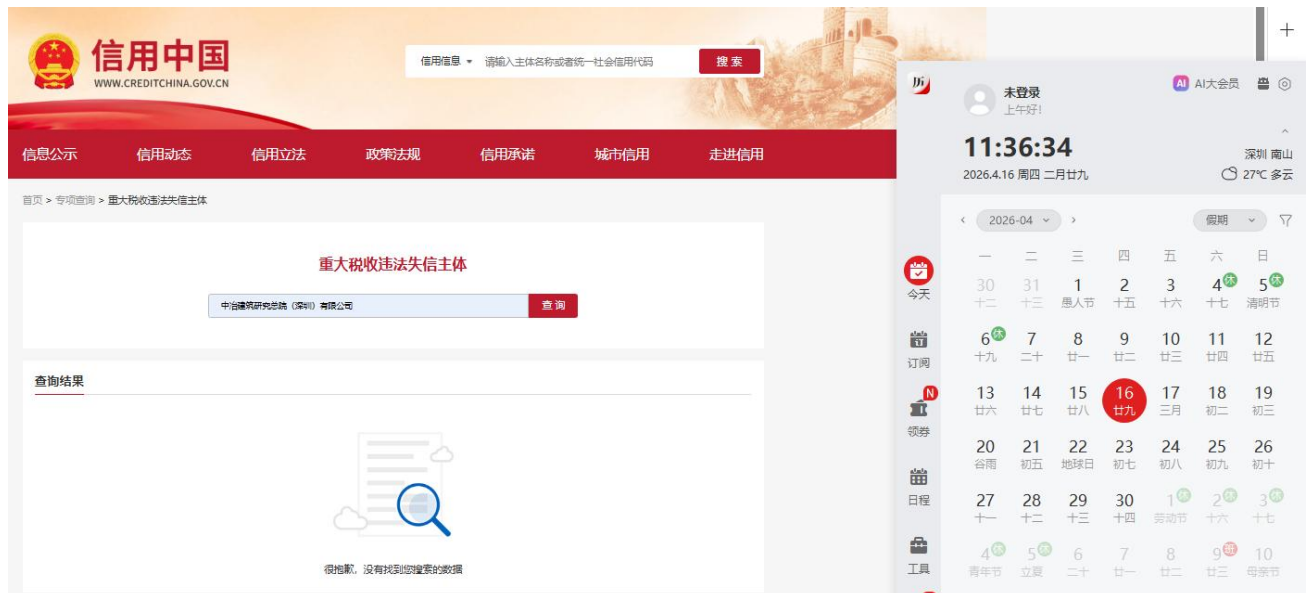 信用中国
WWW.CREDITCHINA.GOV.CN
信用信息 请输入主体名称或者统一社会信用代码 搜索
信息公示 信用动态 信用立法 政策法规 信用承诺 城市信用 走进信用
首页 > 专项查询 > 重大税收违法失信主体
重大税收违法失信主体
中冶建筑研究总院（深圳）有限公司 查询
查询结果
很抱歉，没有找到您搜索的数据
未登录
上午好!
AI AI大会员
11:36:34
深圳 南山
2026.4.16 周四 二月廿九
27℃ 多云
2026-04 假期
今天
订阅
N
领券
日程
工具
一 二 三 四 五 六 日
30 31 1 2 3 4休 5休
十二 十三 愚人节 十五 十六 十七 清明节
6休 7 8 9 10 11 12
十九 二十 廿一 廿二 廿三 廿四 廿五
13 14 15 16 17 18 19
廿六 廿七 廿八 廿九 三月 初二 初三
20 21 22 23 24 25 26
谷雨 初五 地球日 初七 初八 初九 初十
27 28 29 30 1休 2休 3休
十一 十二 十三 十四 劳动节 十六 十七
4休 5休 6 7 8 9班 10
青年节 立夏 二十 廿一 廿二 廿三 母亲节